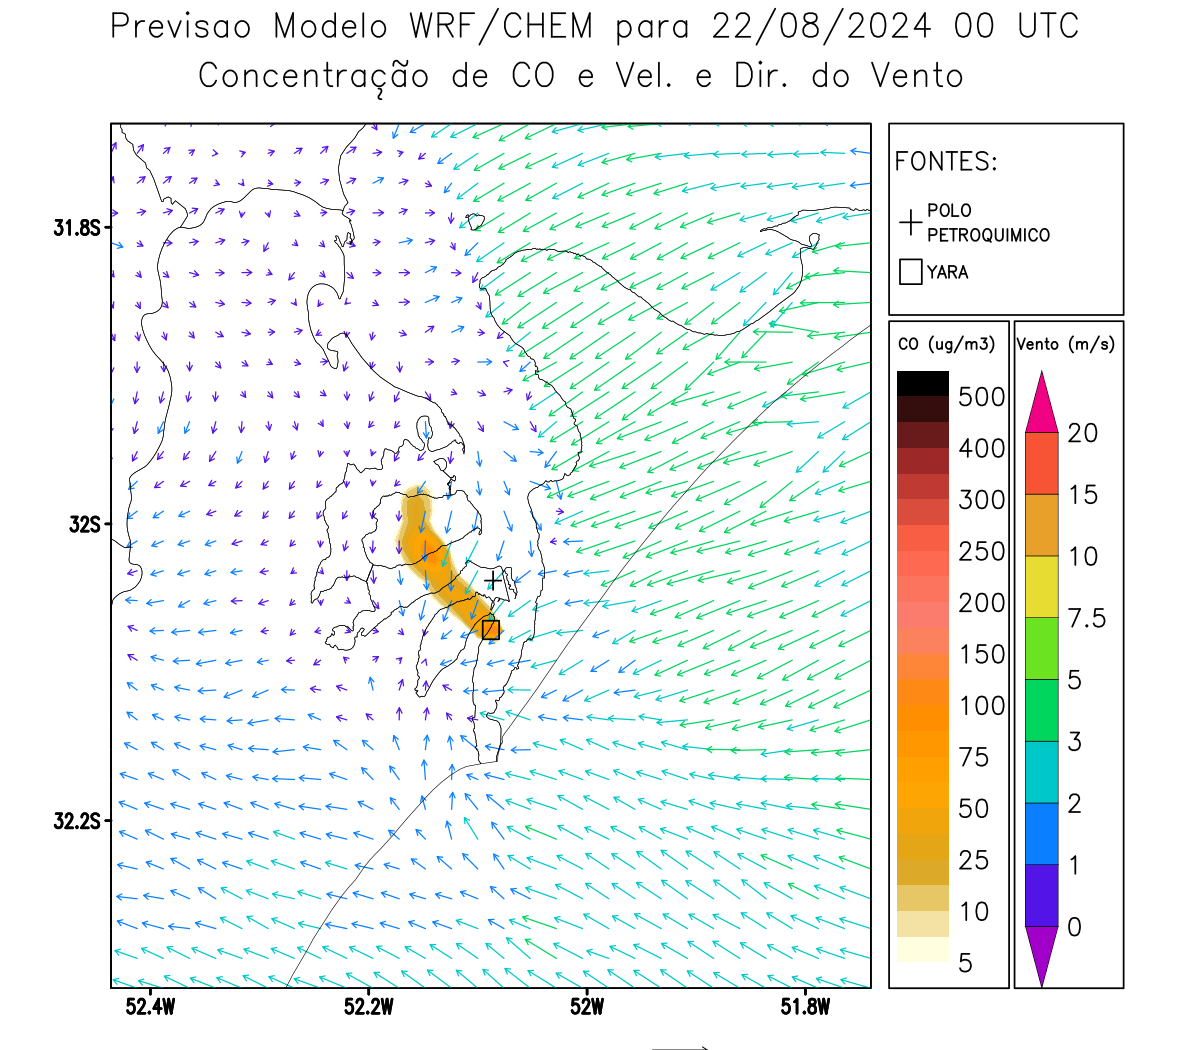 Previsao Modelo WRF/CHEM para 22/08/2024 00 UTC
Concentração de CO e Vel. e Dir. do Vento
FONTES:
POLO
PETROQUIMICO
YARA
31.8S
32S
32.2S
52.4W 52.2W 52W 51.8W
CO (ug/m3)
500
400
300
250
200
150
100
75
50
25
10
5
Vento (m/s)
20
15
10
7.5
5
3
2
1
0